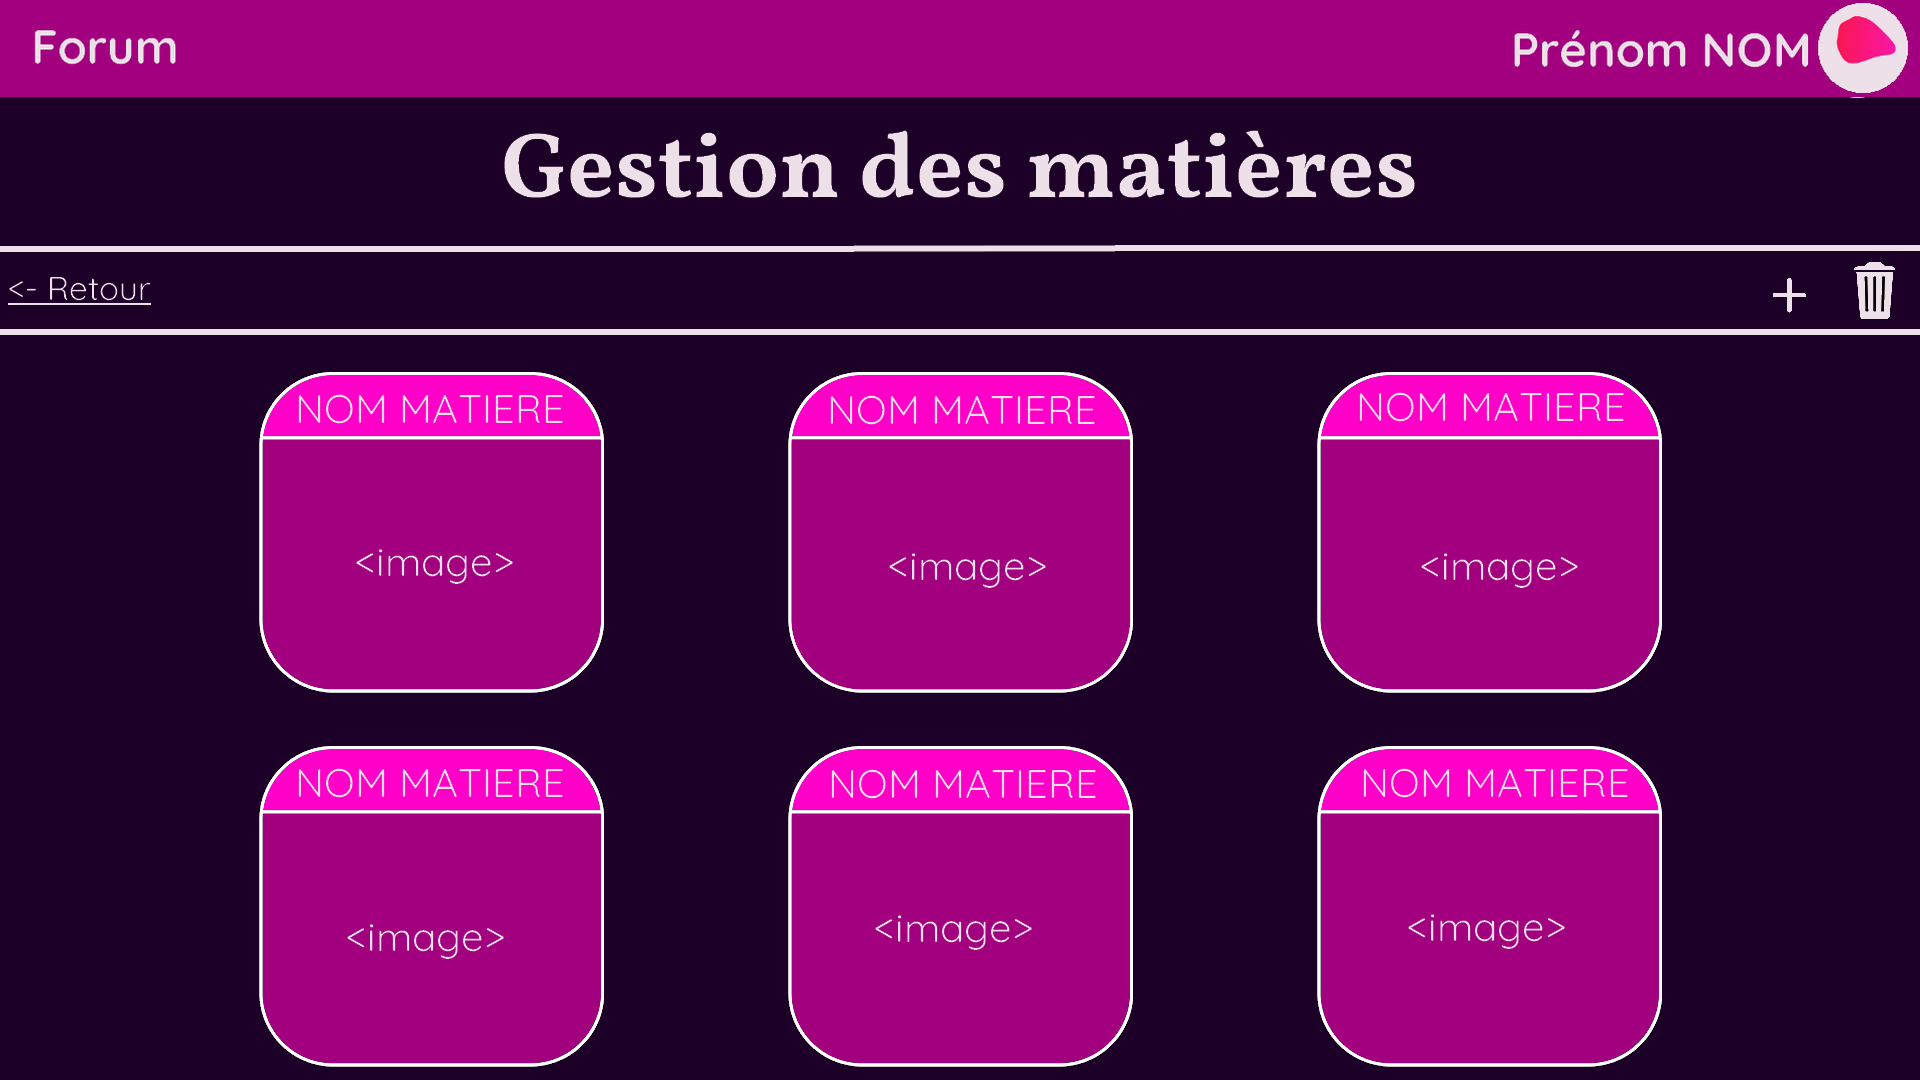 Forum
Prénom NOM
Gestion des matières
<- Retour
+
NOM MATIERE
NOM MATIERE
NOM MATIERE
<image>
<image>
<image>
NOM MATIERE
NOM MATIERE
NOM MATIERE
<image>
<image>
<image>